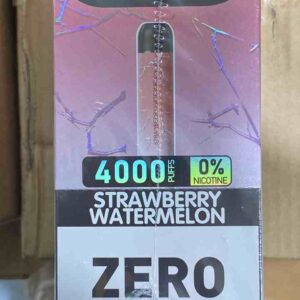 4000 PUFFS 0% NICOTINE
STRAWBERRY
WATERMELON
ZERO